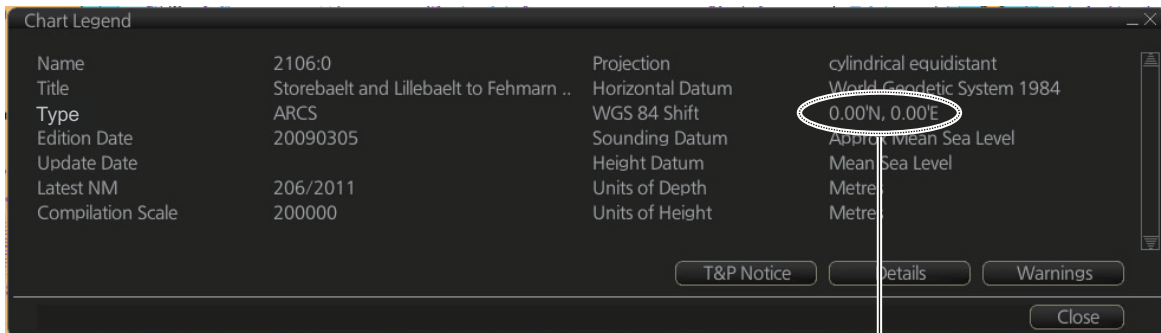 Chart Legend
Name 2106:0 Projection cylindrical equidistant
Title Storebaelt and Lillebaelt to Fehmarn .. Horizontal Datum World Geodetic System 1984
Type ARCS WGS 84 Shift 0.00'N, 0.00'E
Edition Date 20090305 Sounding Datum Approx Mean Sea Level
Update Date Height Datum Mean Sea Level
Latest NM 206/2011 Units of Depth Metres
Compilation Scale 200000 Units of Height Metres
T&P Notice Details Warnings
Close